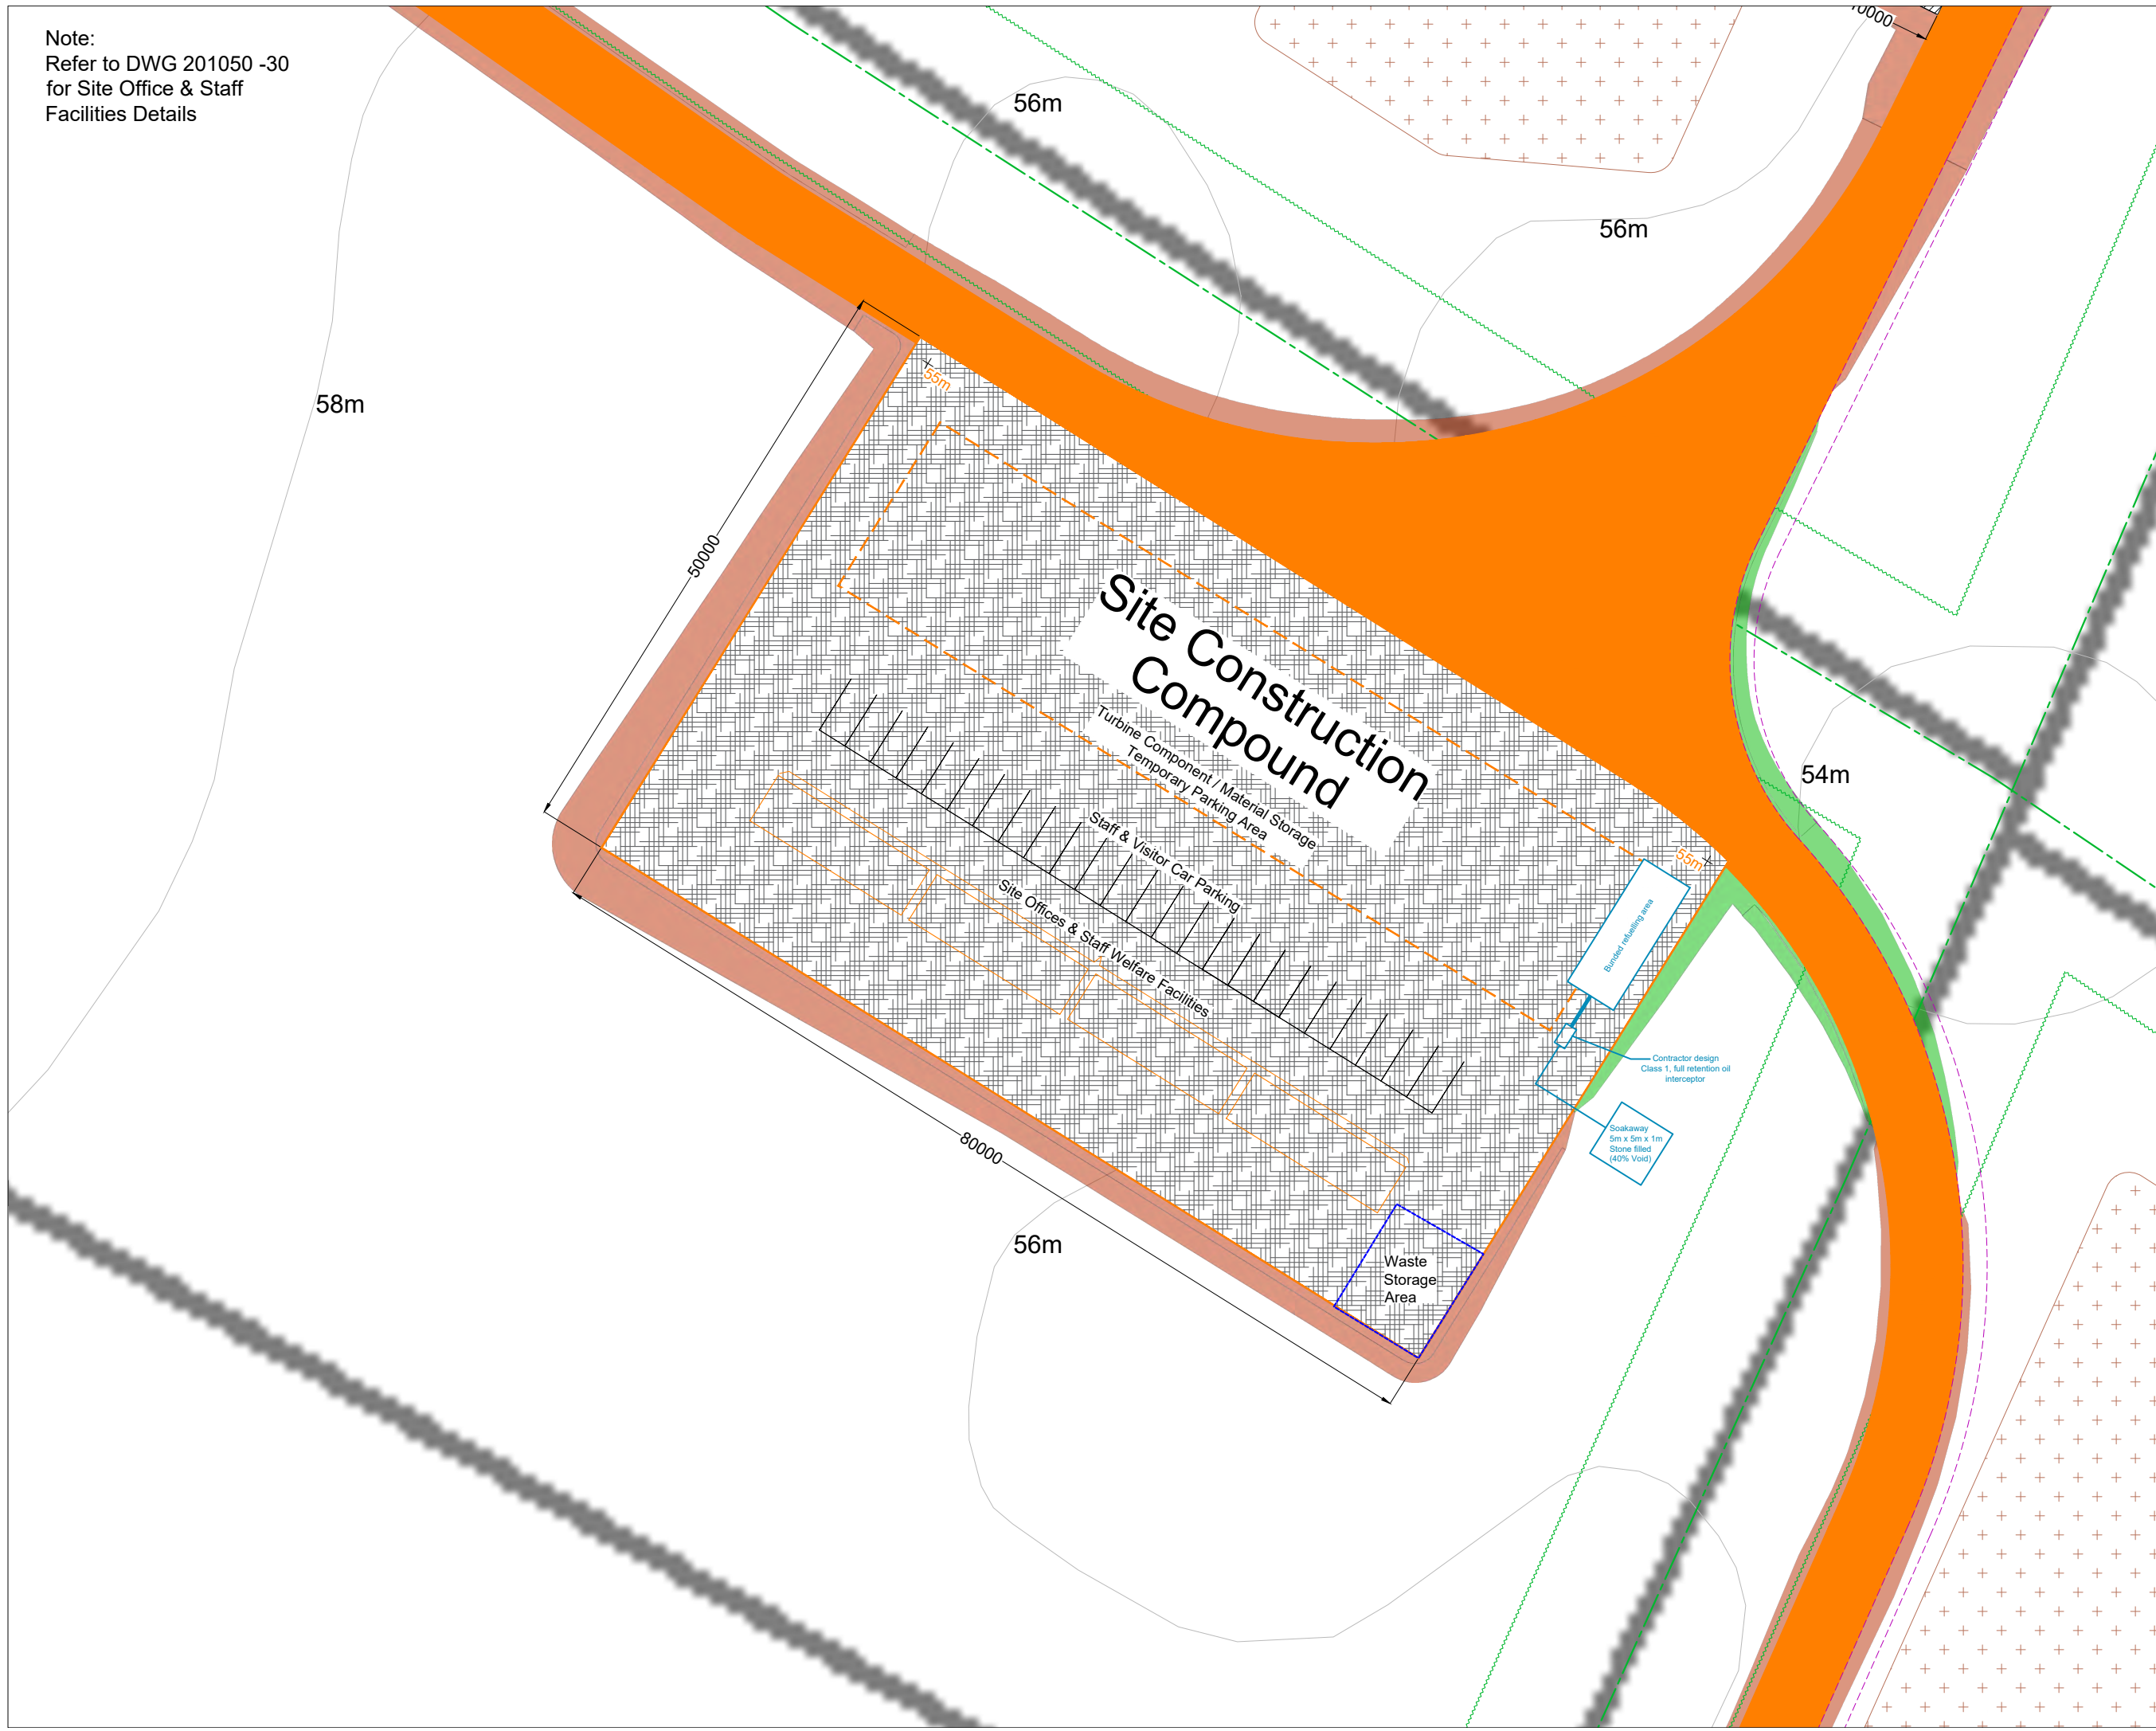 Note:
Refer to DWG 201050 -30
for Site Office & Staff
Facilities Details
10000
56m
56m
58m
55m
50000
Site Construction
Compound
Turbine Component / Material Storage
Temporary Parking Area
54m
Staff & Visitor Car Parking
55m
Site Offices & Staff Welfare Facilities
Bunded refuelling area
Contractor design
Class 1, full retention oil
interceptor
Soakaway
5m x 5m x 1m
Stone filled
(40% Void)
80000
56m
Waste
Storage
Area